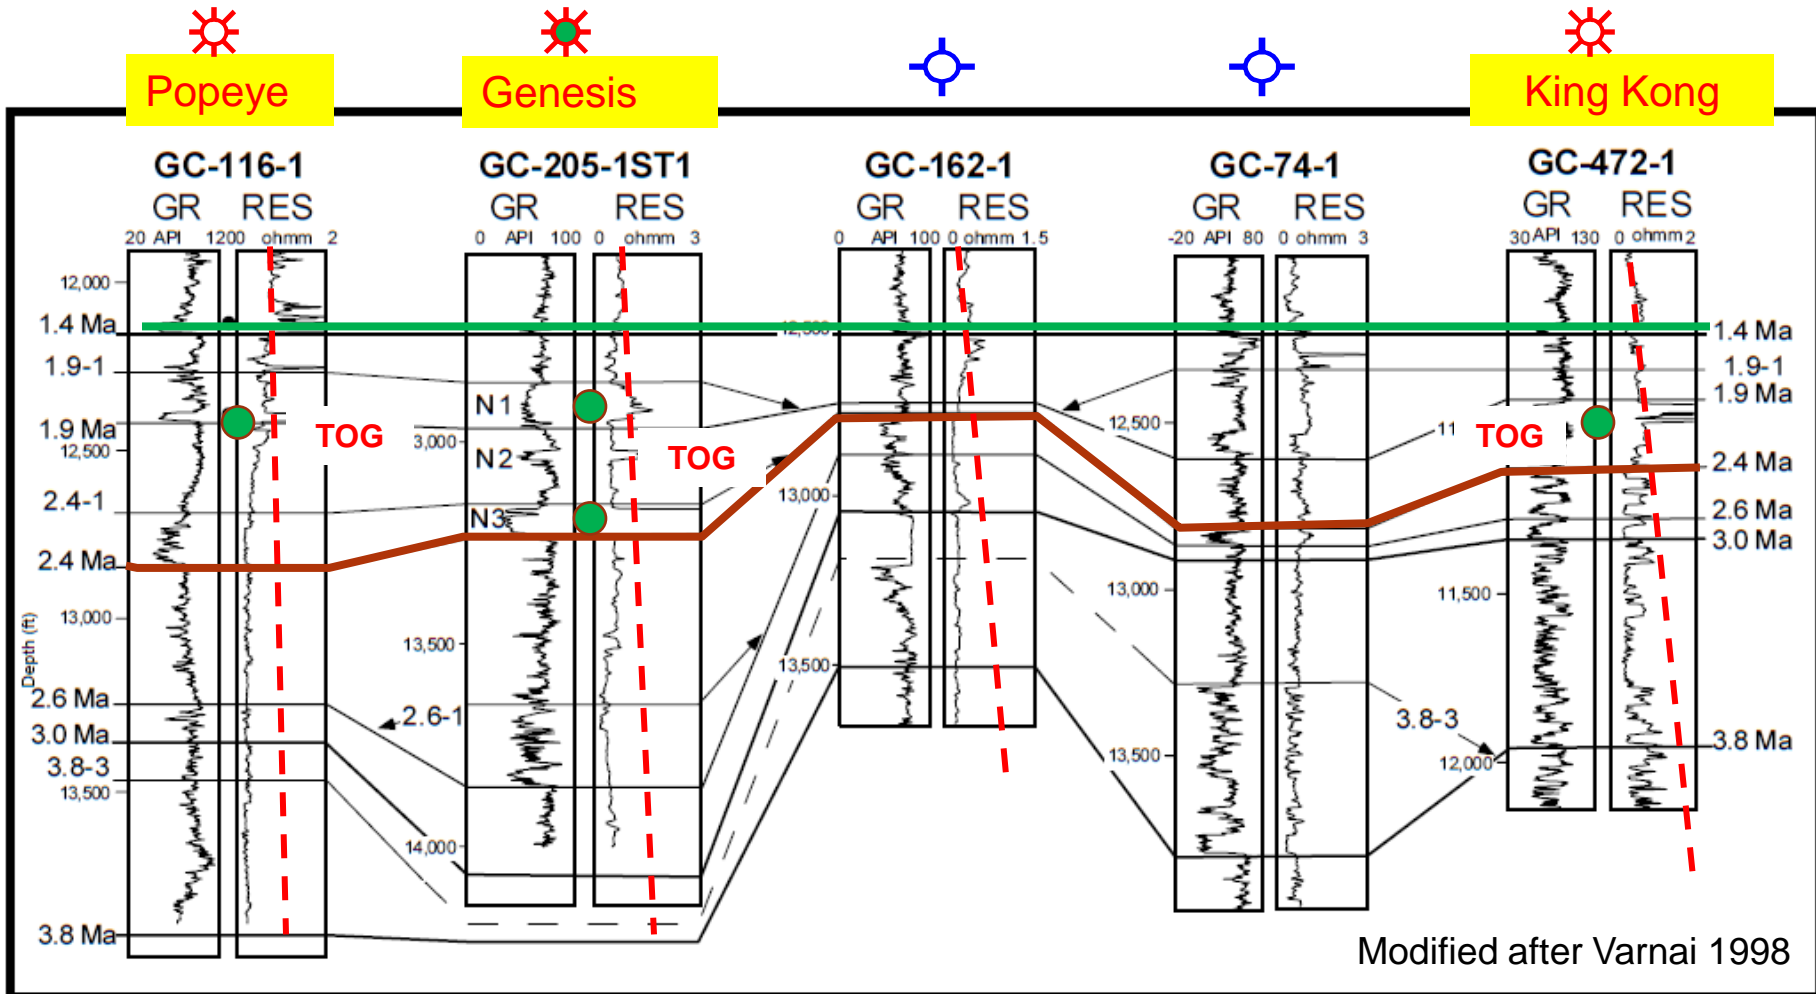 Popeye
Genesis
King Kong
GC-116-1
GC-205-1ST1
GC-162-1
GC-74-1
GC-472-1
GR RES
GR RES
GR RES
GR RES
GR RES
20 API 1200 ohmm 2
0 API 100 0 ohmm 3
0 API 100 0 ohmm 1.5
-20 API 80 0 ohmm 3
30 API 130 0 ohmm 2
12,000
1.4 Ma
1.9-1
1.9 Ma
12,500
2.4-1
2.4 Ma
13,000
Depth (ft)
2.6 Ma
3.0 Ma
3.8-3
13,500
3.8 Ma
TOG
N1
3,000
N2
N3
13,500
2.6-1
14,000
TOG
12,500
13,000
13,500
12,500
13,000
13,500
3.8-3
11
TOG
11,500
12,000
1.4 Ma
1.9-1
1.9 Ma
2.4 Ma
2.6 Ma
3.0 Ma
3.8 Ma
Modified after Varnai 1998